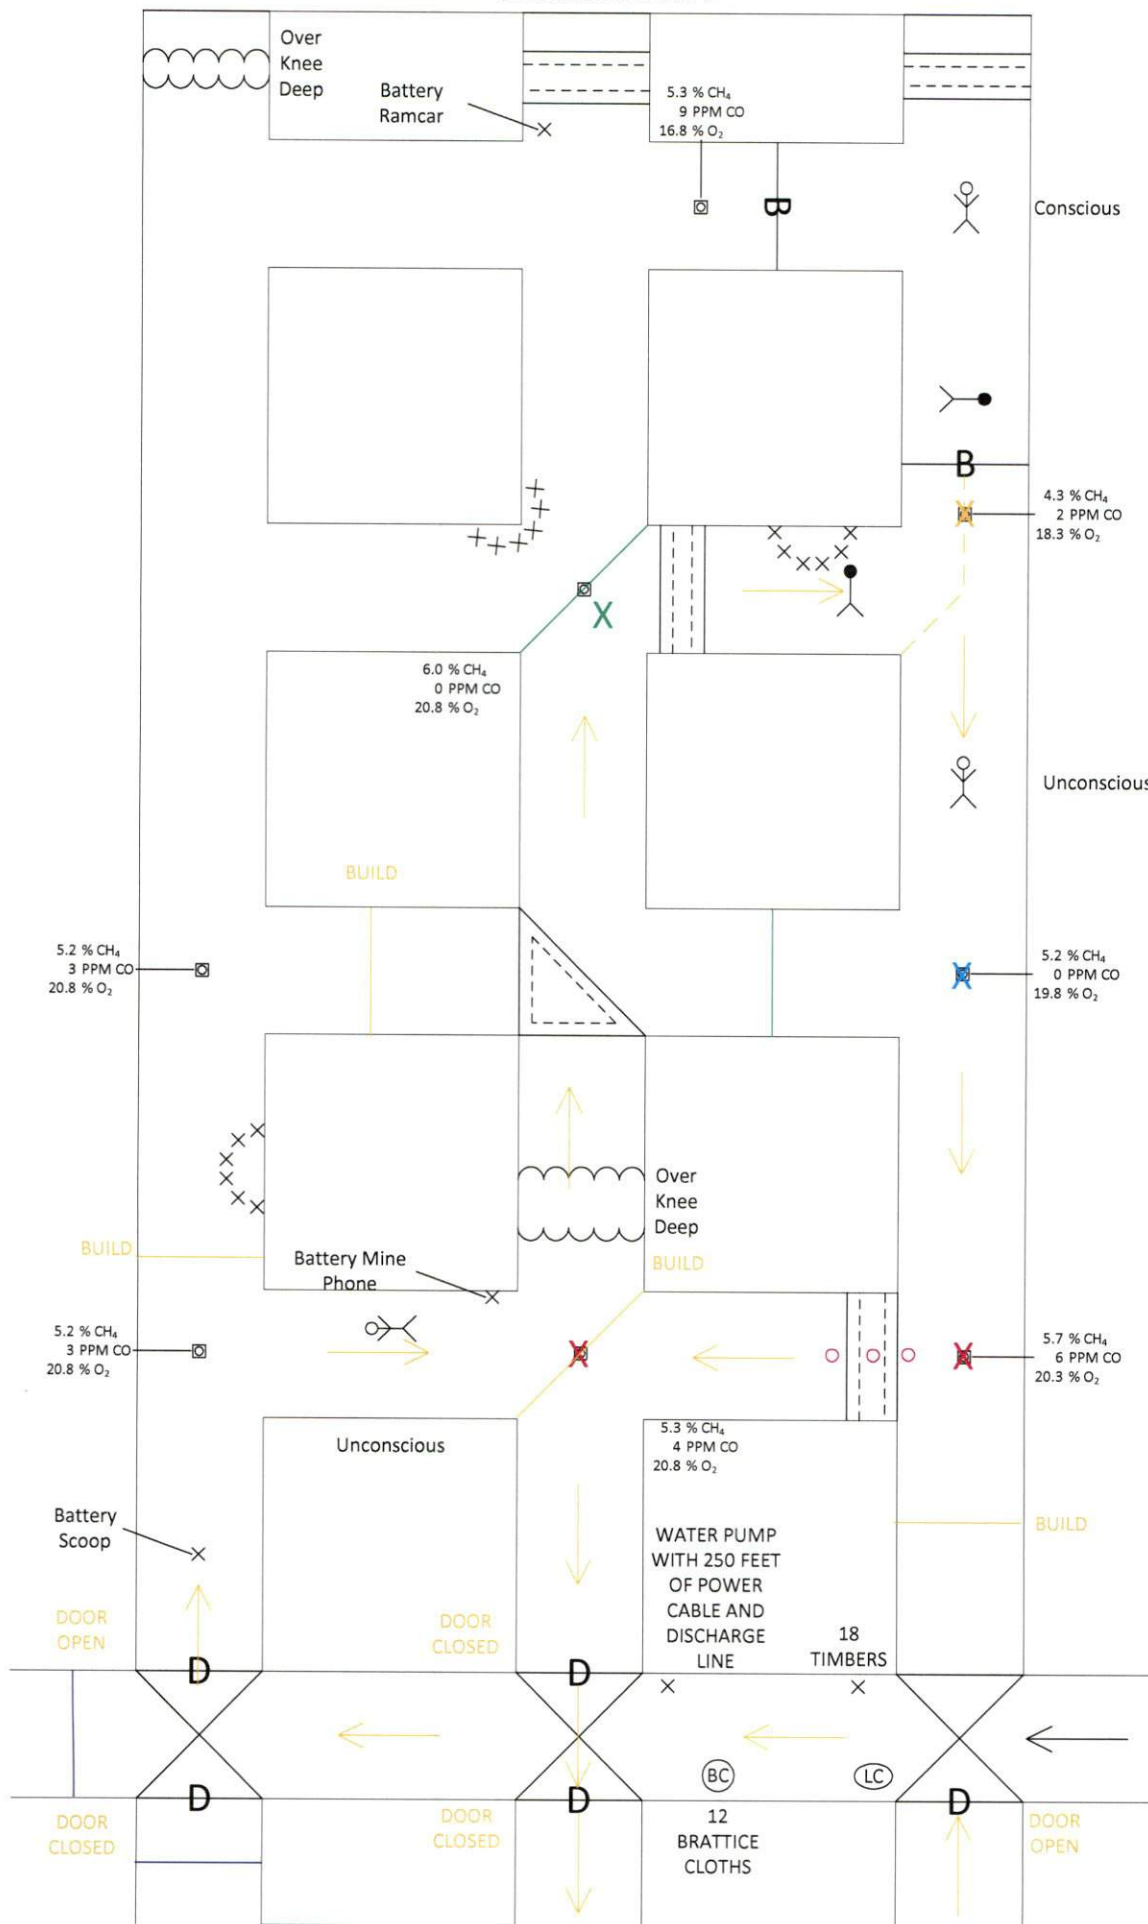 Over
Knee
Deep
Battery
Ramcar
5.3 % CH₄
9 PPM CO
16.8 % O₂
B
Conscious
B
4.3 % CH₄
2 PPM CO
18.3 % O₂
X
X
6.0 % CH₄
0 PPM CO
20.8 % O₂
Unconscious
BUILD
5.2 % CH₄
3 PPM CO
20.8 % O₂
X
5.2 % CH₄
0 PPM CO
19.8 % O₂
Over
Knee
Deep
BUILD
BUILD
Battery Mine
Phone
5.2 % CH₄
3 PPM CO
20.8 % O₂
X
X
5.7 % CH₄
6 PPM CO
20.3 % O₂
Unconscious
5.3 % CH₄
4 PPM CO
20.8 % O₂
Battery
Scoop
WATER PUMP
WITH 250 FEET
OF POWER
CABLE AND
DISCHARGE
LINE
18
TIMBERS
BUILD
DOOR
OPEN
DOOR
CLOSED
D
D
BC
LC
D
D
D
DOOR
CLOSED
DOOR
CLOSED
12
BRATTICE
CLOTHS
DOOR
OPEN